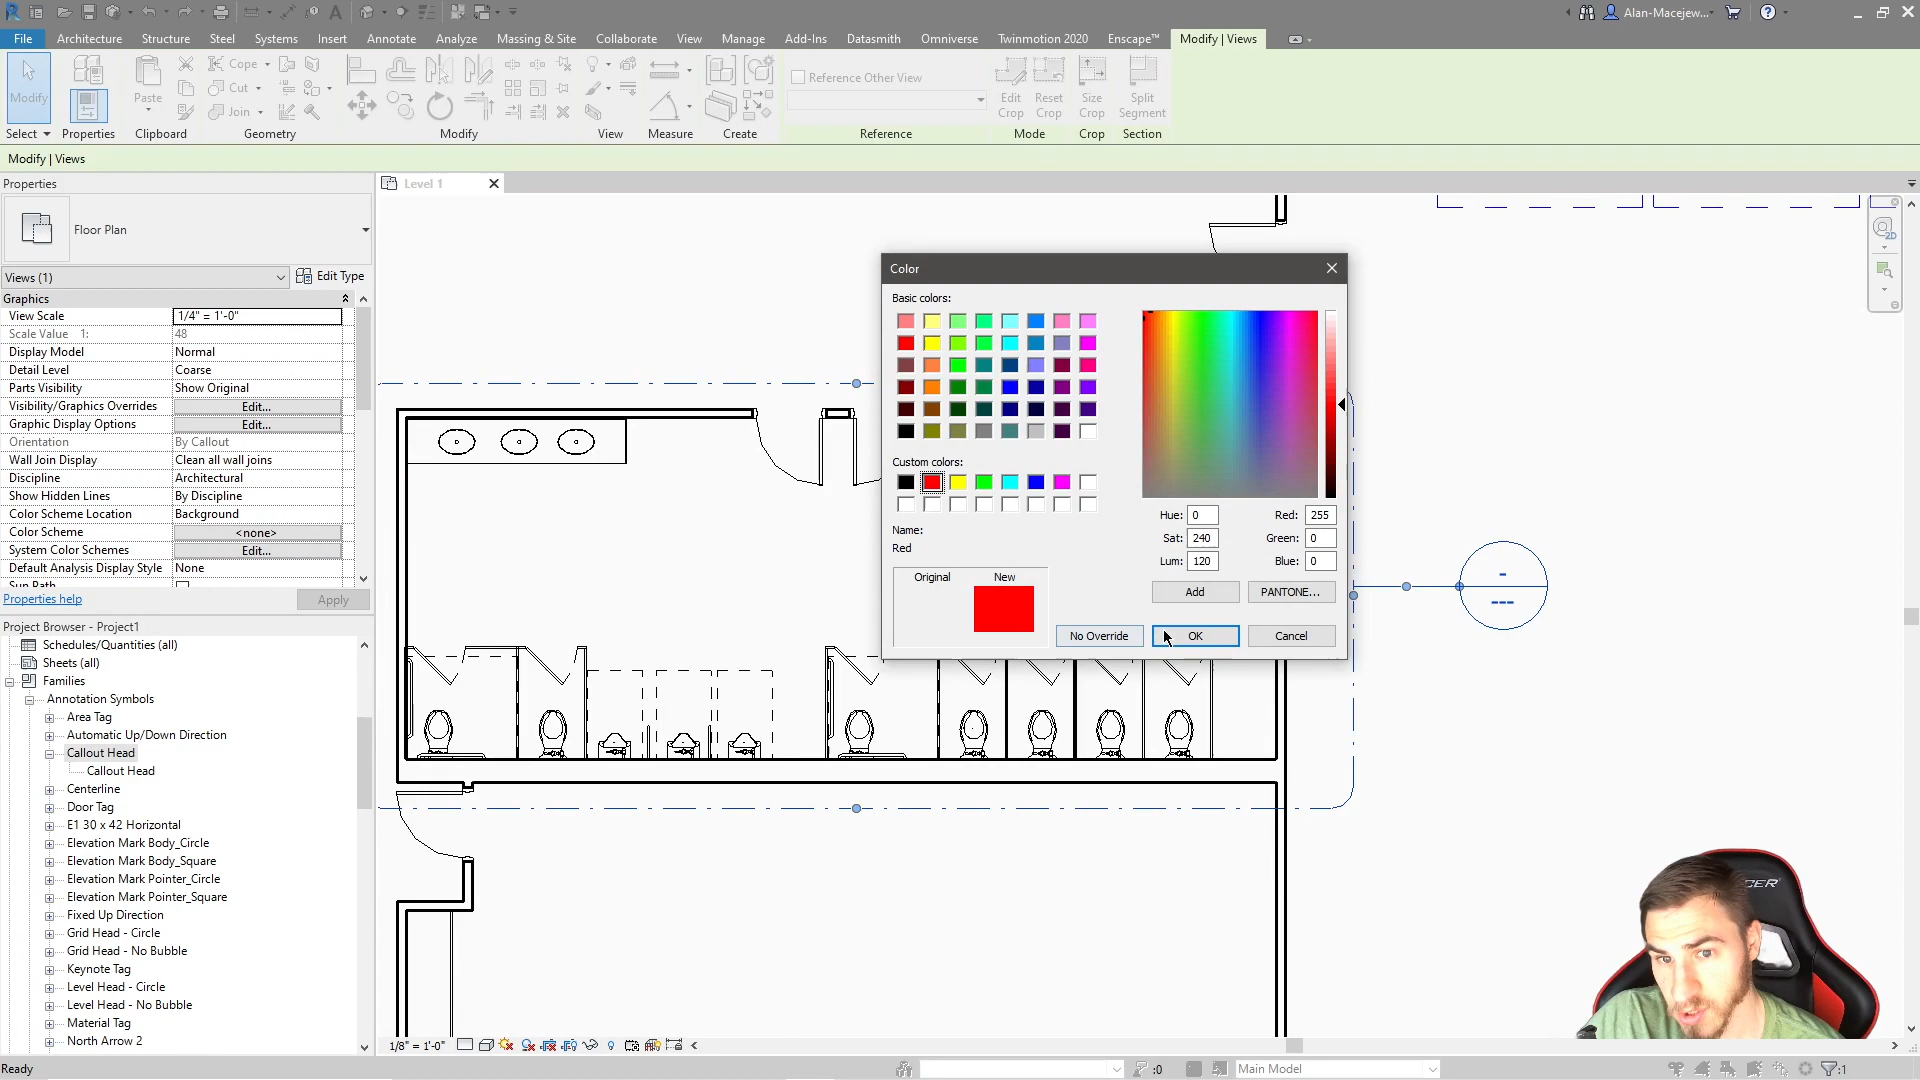 Alan-Macejew...
File Architecture Structure Steel Systems Insert Annotate Analyze Massing & Site Collaborate View Manage Add-Ins Datasmith Omniverse Twinmotion 2020 Enscape™ Modify | Views
Modify
Paste
Cope
Cut
Join
Reference Other View
Edit Crop
Reset Crop
Size Crop
Split Segment
Select Properties Clipboard Geometry Modify View Measure Create Reference Mode Crop Section
Modify | Views
Properties
Level 1
Floor Plan
Views (1) Edit Type
Graphics
View Scale 1/4" = 1'-0"
Scale Value 1: 48
Display Model Normal
Detail Level Coarse
Parts Visibility Show Original
Visibility/Graphics Overrides Edit...
Graphic Display Options Edit...
Orientation By Callout
Wall Join Display Clean all wall joins
Discipline Architectural
Show Hidden Lines By Discipline
Color Scheme Location Background
Color Scheme <none>
System Color Schemes Edit...
Default Analysis Display Style None
Sun Path
Properties help Apply
Project Browser - Project1
Schedules/Quantities (all)
Sheets (all)
Families
Annotation Symbols
Area Tag
Automatic Up/Down Direction
Callout Head
Callout Head
Centerline
Door Tag
E1 30 x 42 Horizontal
Elevation Mark Body_Circle
Elevation Mark Body_Square
Elevation Mark Pointer_Circle
Elevation Mark Pointer_Square
Fixed Up Direction
Grid Head - Circle
Grid Head - No Bubble
Keynote Tag
Level Head - Circle
Level Head - No Bubble
Material Tag
North Arrow 2
Color
Basic colors:
Custom colors:
Name:
Red
Original New
Hue: 0 Red: 255
Sat: 240 Green: 0
Lum: 120 Blue: 0
Add PANTONE...
No Override OK Cancel
-
---
2D
1/8" = 1'-0"
Ready :0 Main Model :1